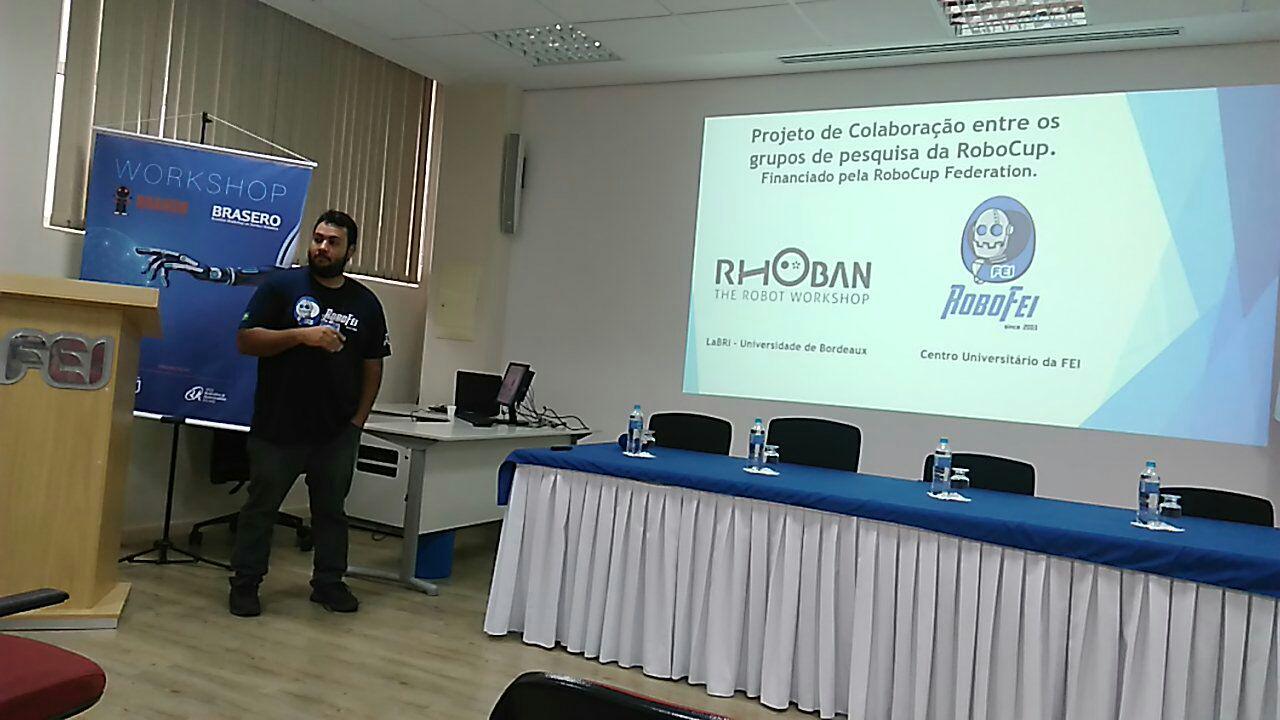 WORKSHOP
BRASERO
FEI
ROBOFEI
Projeto de Colaboração entre os
grupos de pesquisa da RoboCup.
Financiado pela RoboCup Federation.
RHOBAN
THE ROBOT WORKSHOP
LaBRI - Universidade de Bordeaux
FEI
ROBOFEI
since 2003
Centro Universitário da FEI